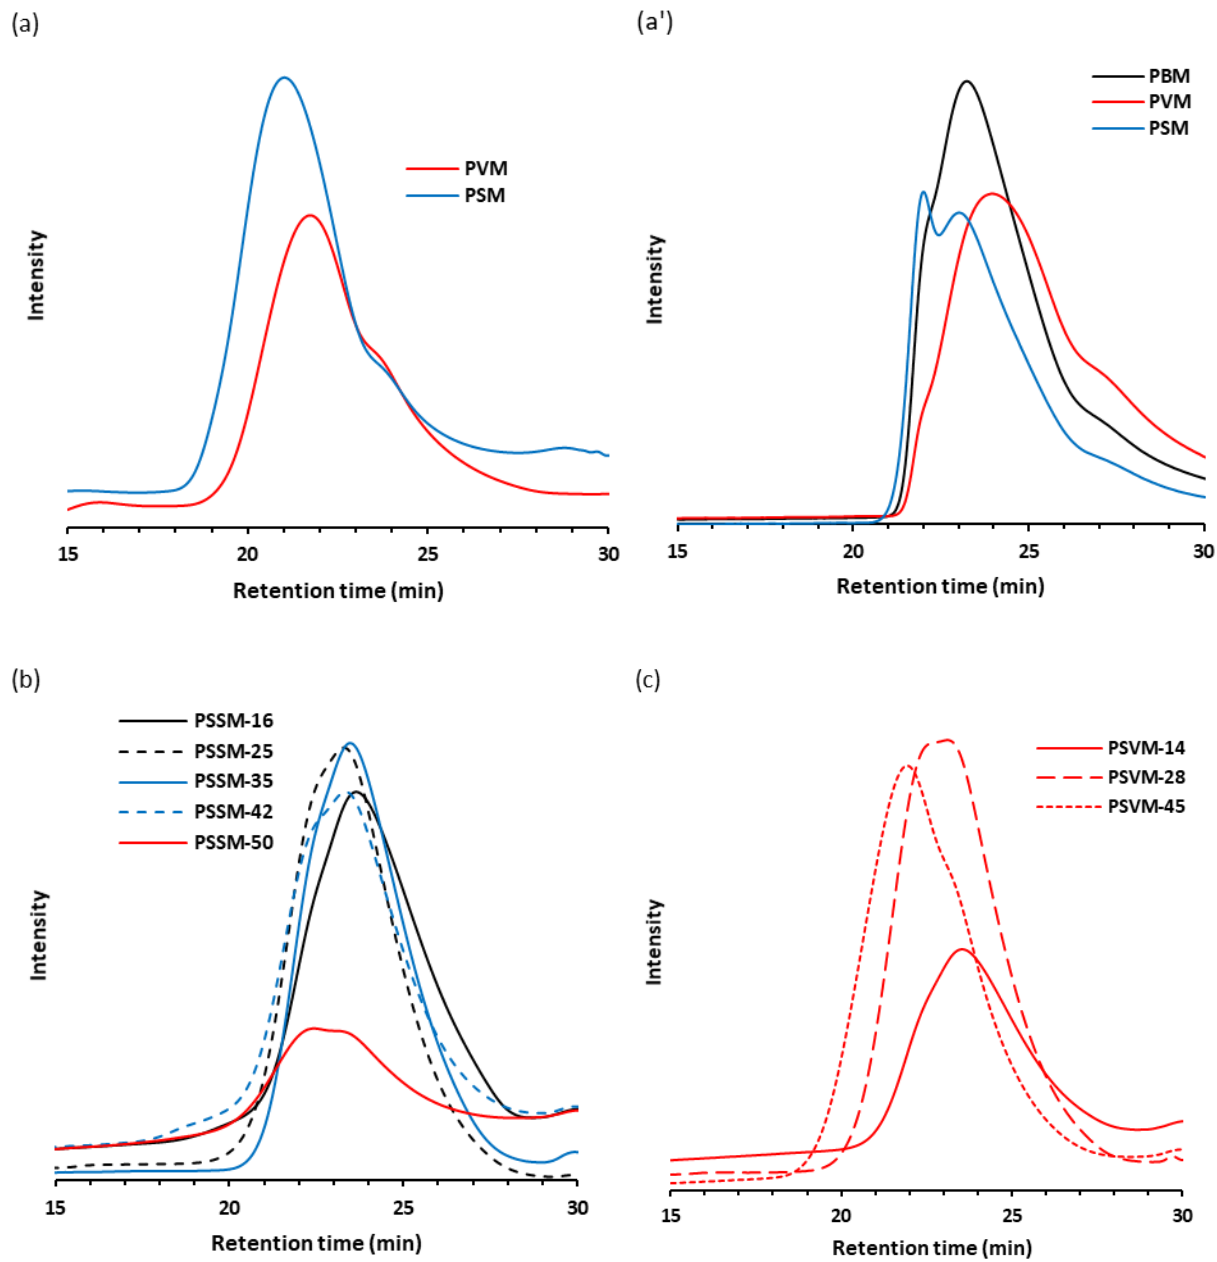 (a)
PVM
PSM
Intensity
15 20 25 30
Retention time (min)
(a')
PBM
PVM
PSM
Intensity
15 20 25 30
Retention time (min)
(b)
PSSM-16
PSSM-25
PSSM-35
PSSM-42
PSSM-50
Intensity
15 20 25 30
Retention time (min)
(c)
PSVM-14
PSVM-28
PSVM-45
Intensity
15 20 25 30
Retention time (min)